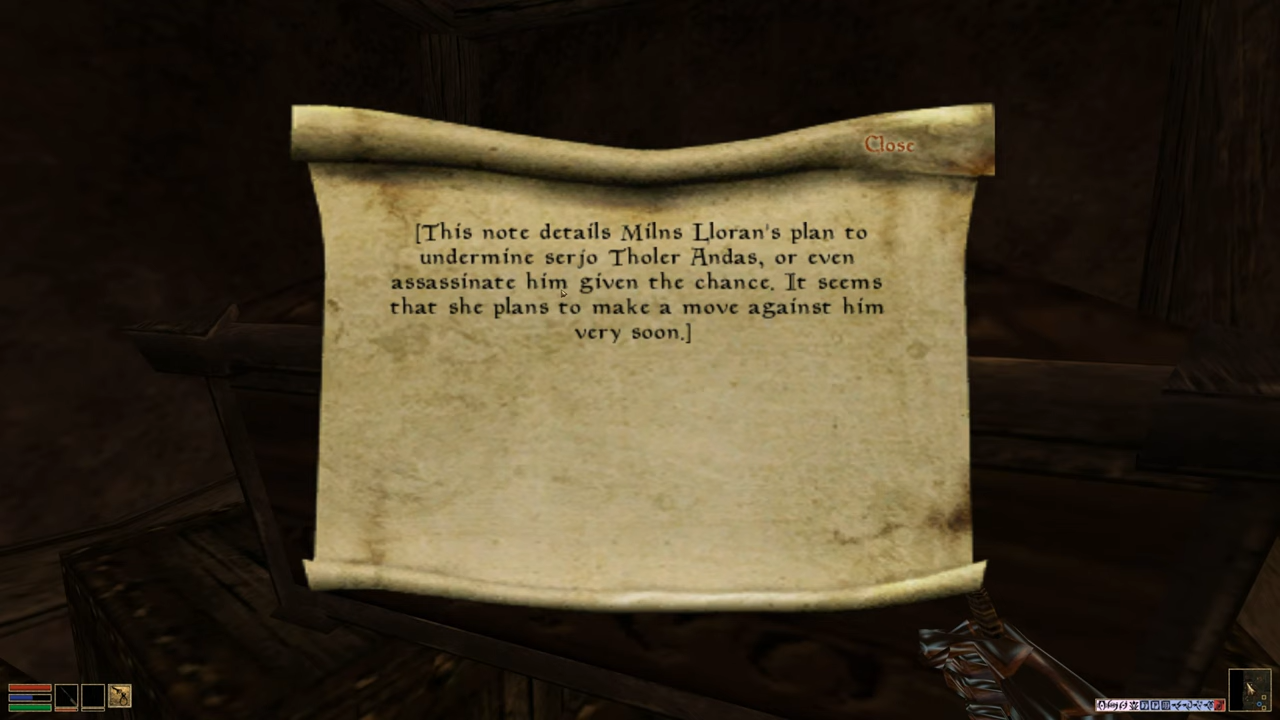 Close
[This note details Milns Lloran's plan to
undermine serjo Tholer Andas, or even
assassinate him given the chance. It seems
that she plans to make a move against him
very soon.]